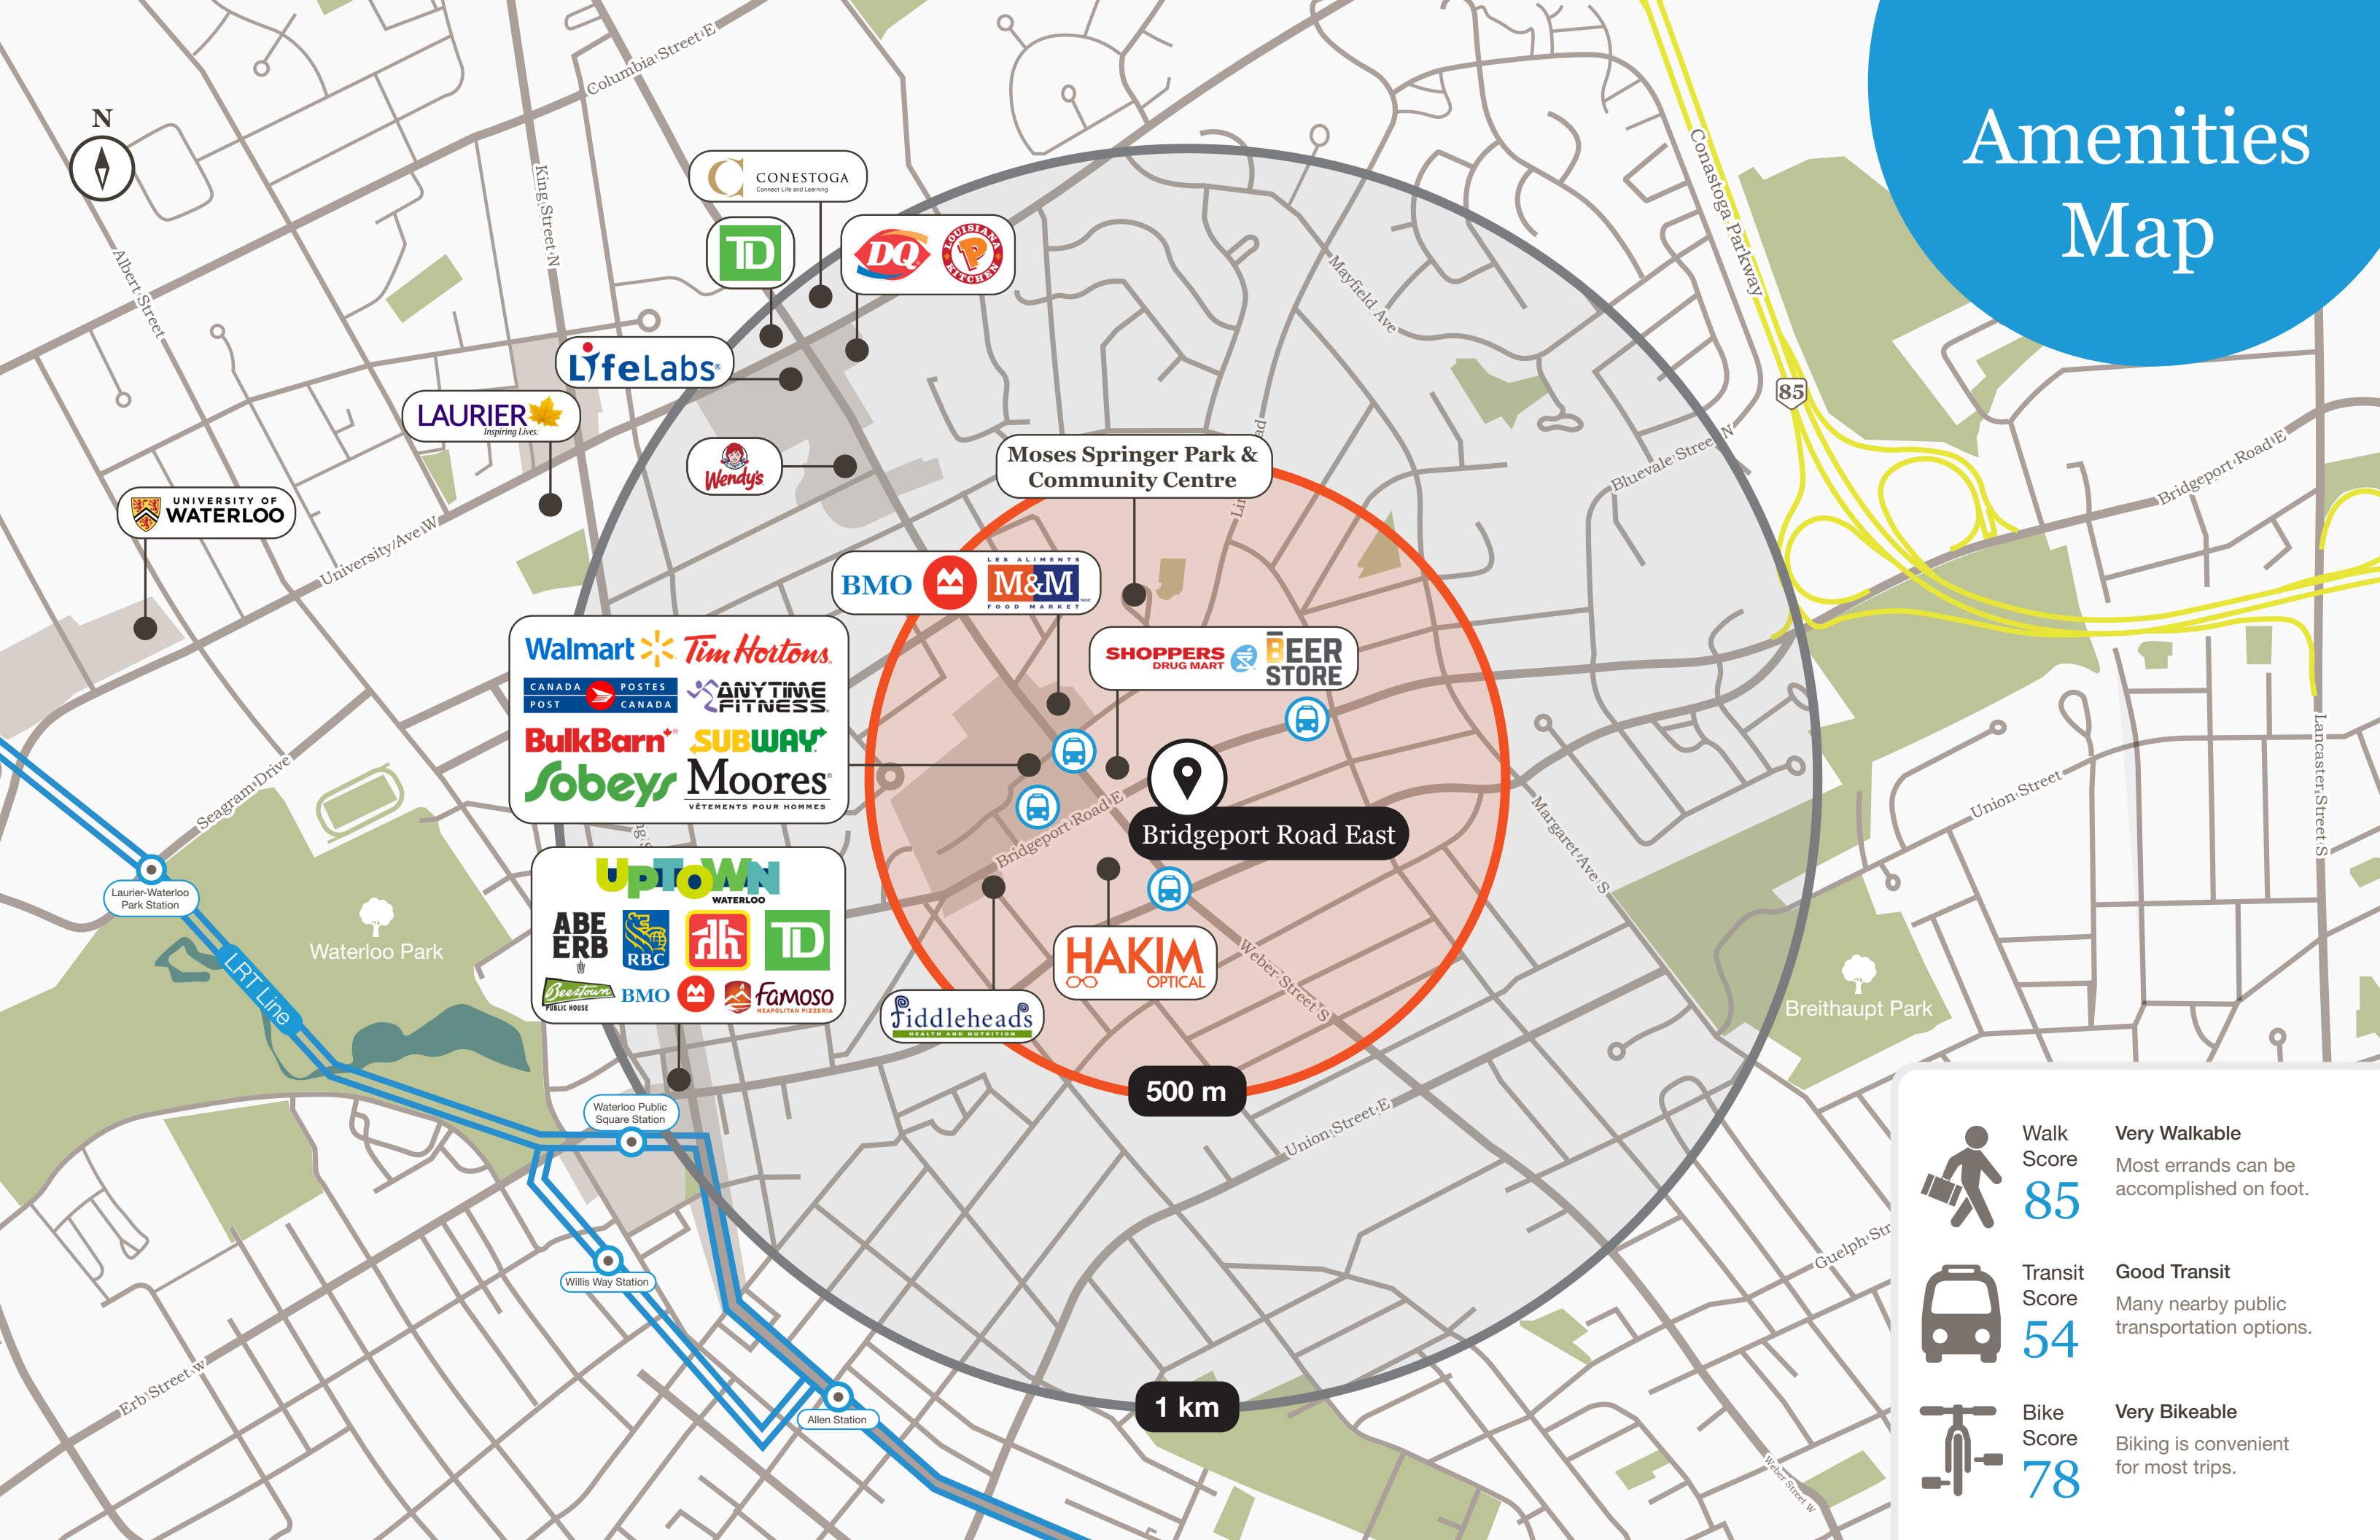 Amenities
Map
N
Columbia Street E
King Street N
Albert Street
University Ave W
Seagram Drive
Erb Street W
Conastoga Parkway
85
Mayfield Ave
Bluevale Street N
Bridgeport Road E
Union Street
Lancaster Street S
Margaret Ave S
Weber Street S
Bridgeport Road E
Union Street E
Guelph Str
Weber Street W
CONESTOGA
Connect Life and Learning
TD
DQ
LOUISIANA
P
KITCHEN
LifeLabs
LAURIER
Inspiring Lives.
UNIVERSITY OF
WATERLOO
Wendy's
Moses Springer Park &
Community Centre
BMO
LES ALIMENTS
M&M
FOOD MARKET
Walmart
Tim Hortons
CANADA POSTES
POST CANADA
ANYTIME
FITNESS
BulkBarn
SUBWAY
Sobeys
Moores
VÊTEMENTS POUR HOMMES
SHOPPERS
DRUG MART
BEER
STORE
Bridgeport Road East
UPTOWN
WATERLOO
ABE
ERB
RBC
hh
TD
Beertown
PUBLIC HOUSE
BMO
famoso
NEAPOLITAN PIZZERIA
fiddleheads
HEALTH AND NUTRITION
HAKIM
OPTICAL
500 m
1 km
Laurier-Waterloo
Park Station
Waterloo Park
LRT Line
Waterloo Public
Square Station
Willis Way Station
Allen Station
Breithaupt Park
Walk
Score
85
Very Walkable
Most errands can be
accomplished on foot.
Transit
Score
54
Good Transit
Many nearby public
transportation options.
Bike
Score
78
Very Bikeable
Biking is convenient
for most trips.